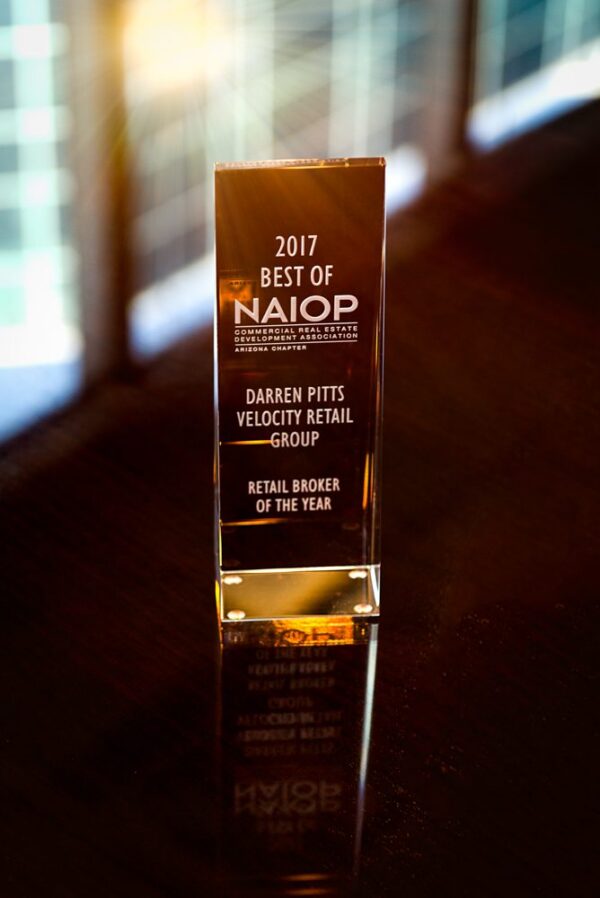 2017
BEST OF
NAIOP
COMMERCIAL REAL ESTATE
DEVELOPMENT ASSOCIATION
ARIZONA CHAPTER
DARREN PITTS
VELOCITY RETAIL
GROUP
RETAIL BROKER
OF THE YEAR